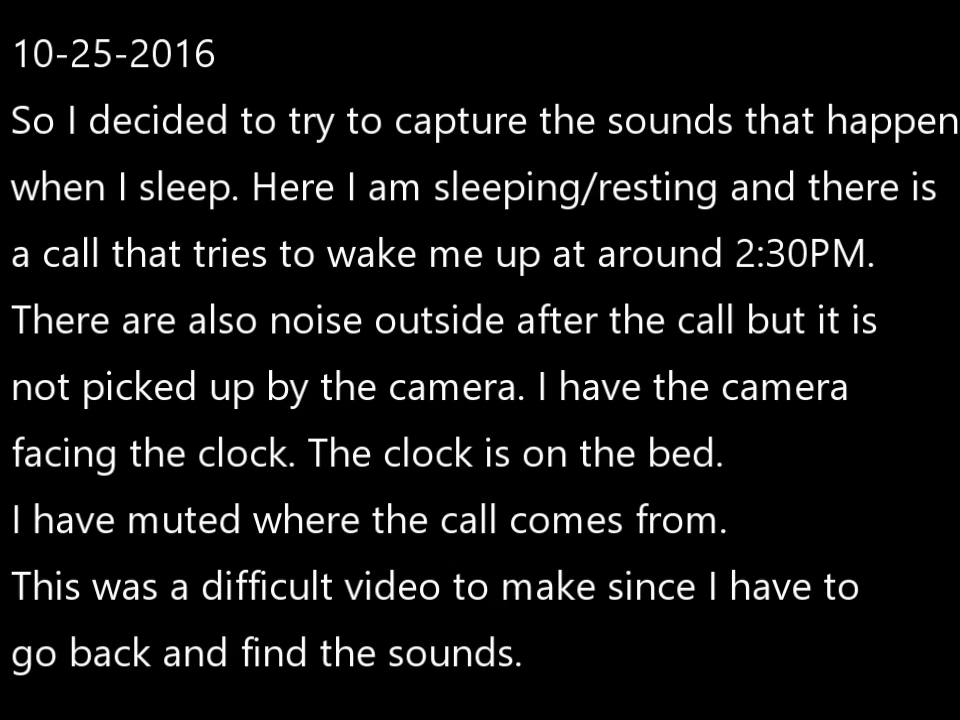 10-25-2016
So I decided to try to capture the sounds that happen
when I sleep. Here I am sleeping/resting and there is
a call that tries to wake me up at around 2:30PM.
There are also noise outside after the call but it is
not picked up by the camera. I have the camera
facing the clock. The clock is on the bed.
I have muted where the call comes from.
This was a difficult video to make since I have to
go back and find the sounds.